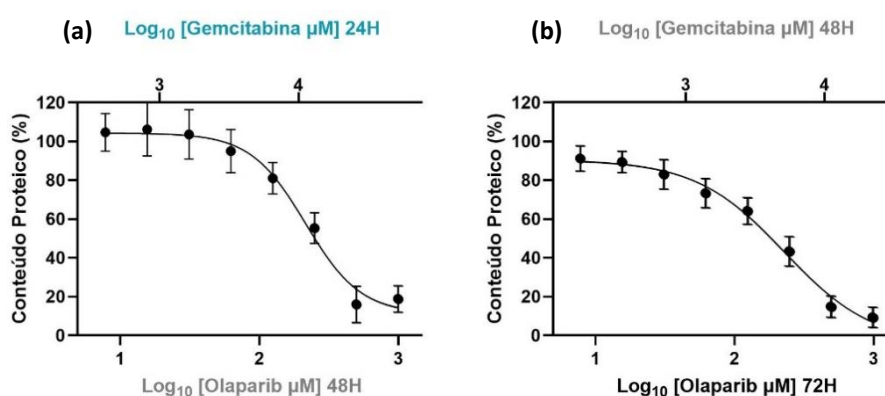 (a) Log10 [Gemcitabina µM] 24H
3 4
Conteúdo Proteico (%)
120
100
80
60
40
20
0
1 2 3
Log10 [Olaparib µM] 48H
(b) Log10 [Gemcitabina µM] 48H
3 4
Conteúdo Proteico (%)
120
100
80
60
40
20
0
1 2 3
Log10 [Olaparib µM] 72H